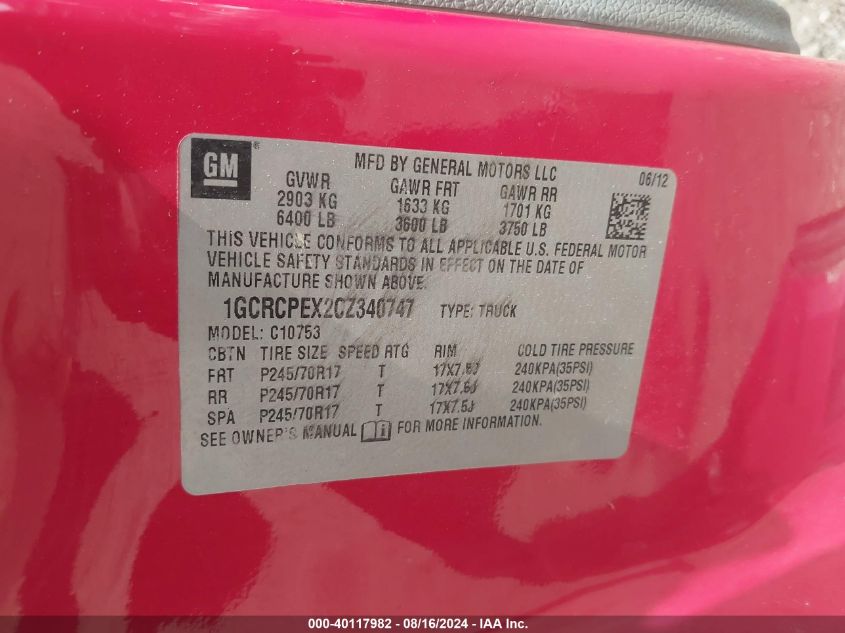 GM ®
MFD BY GENERAL MOTORS LLC 06/12
GVWR GAWR FRT GAWR RR
2903 KG 1633 KG 1701 KG
6400 LB 3600 LB 3750 LB
THIS VEHICLE CONFORMS TO ALL APPLICABLE U.S. FEDERAL MOTOR
VEHICLE SAFETY STANDARDS IN EFFECT ON THE DATE OF
MANUFACTURE SHOWN ABOVE.
1GCRCPEX2CZ340747 TYPE: TRUCK
MODEL: C10753
CBTN TIRE SIZE SPEED RTG RIM COLD TIRE PRESSURE
FRT P245/70R17 T 17X7.5J 240KPA(35PSI)
RR P245/70R17 T 17X7.5J 240KPA(35PSI)
SPA P245/70R17 T 17X7.5J 240KPA(35PSI)
SEE OWNER'S MANUAL FOR MORE INFORMATION.
000-40117982 - 08/16/2024 - IAA Inc.